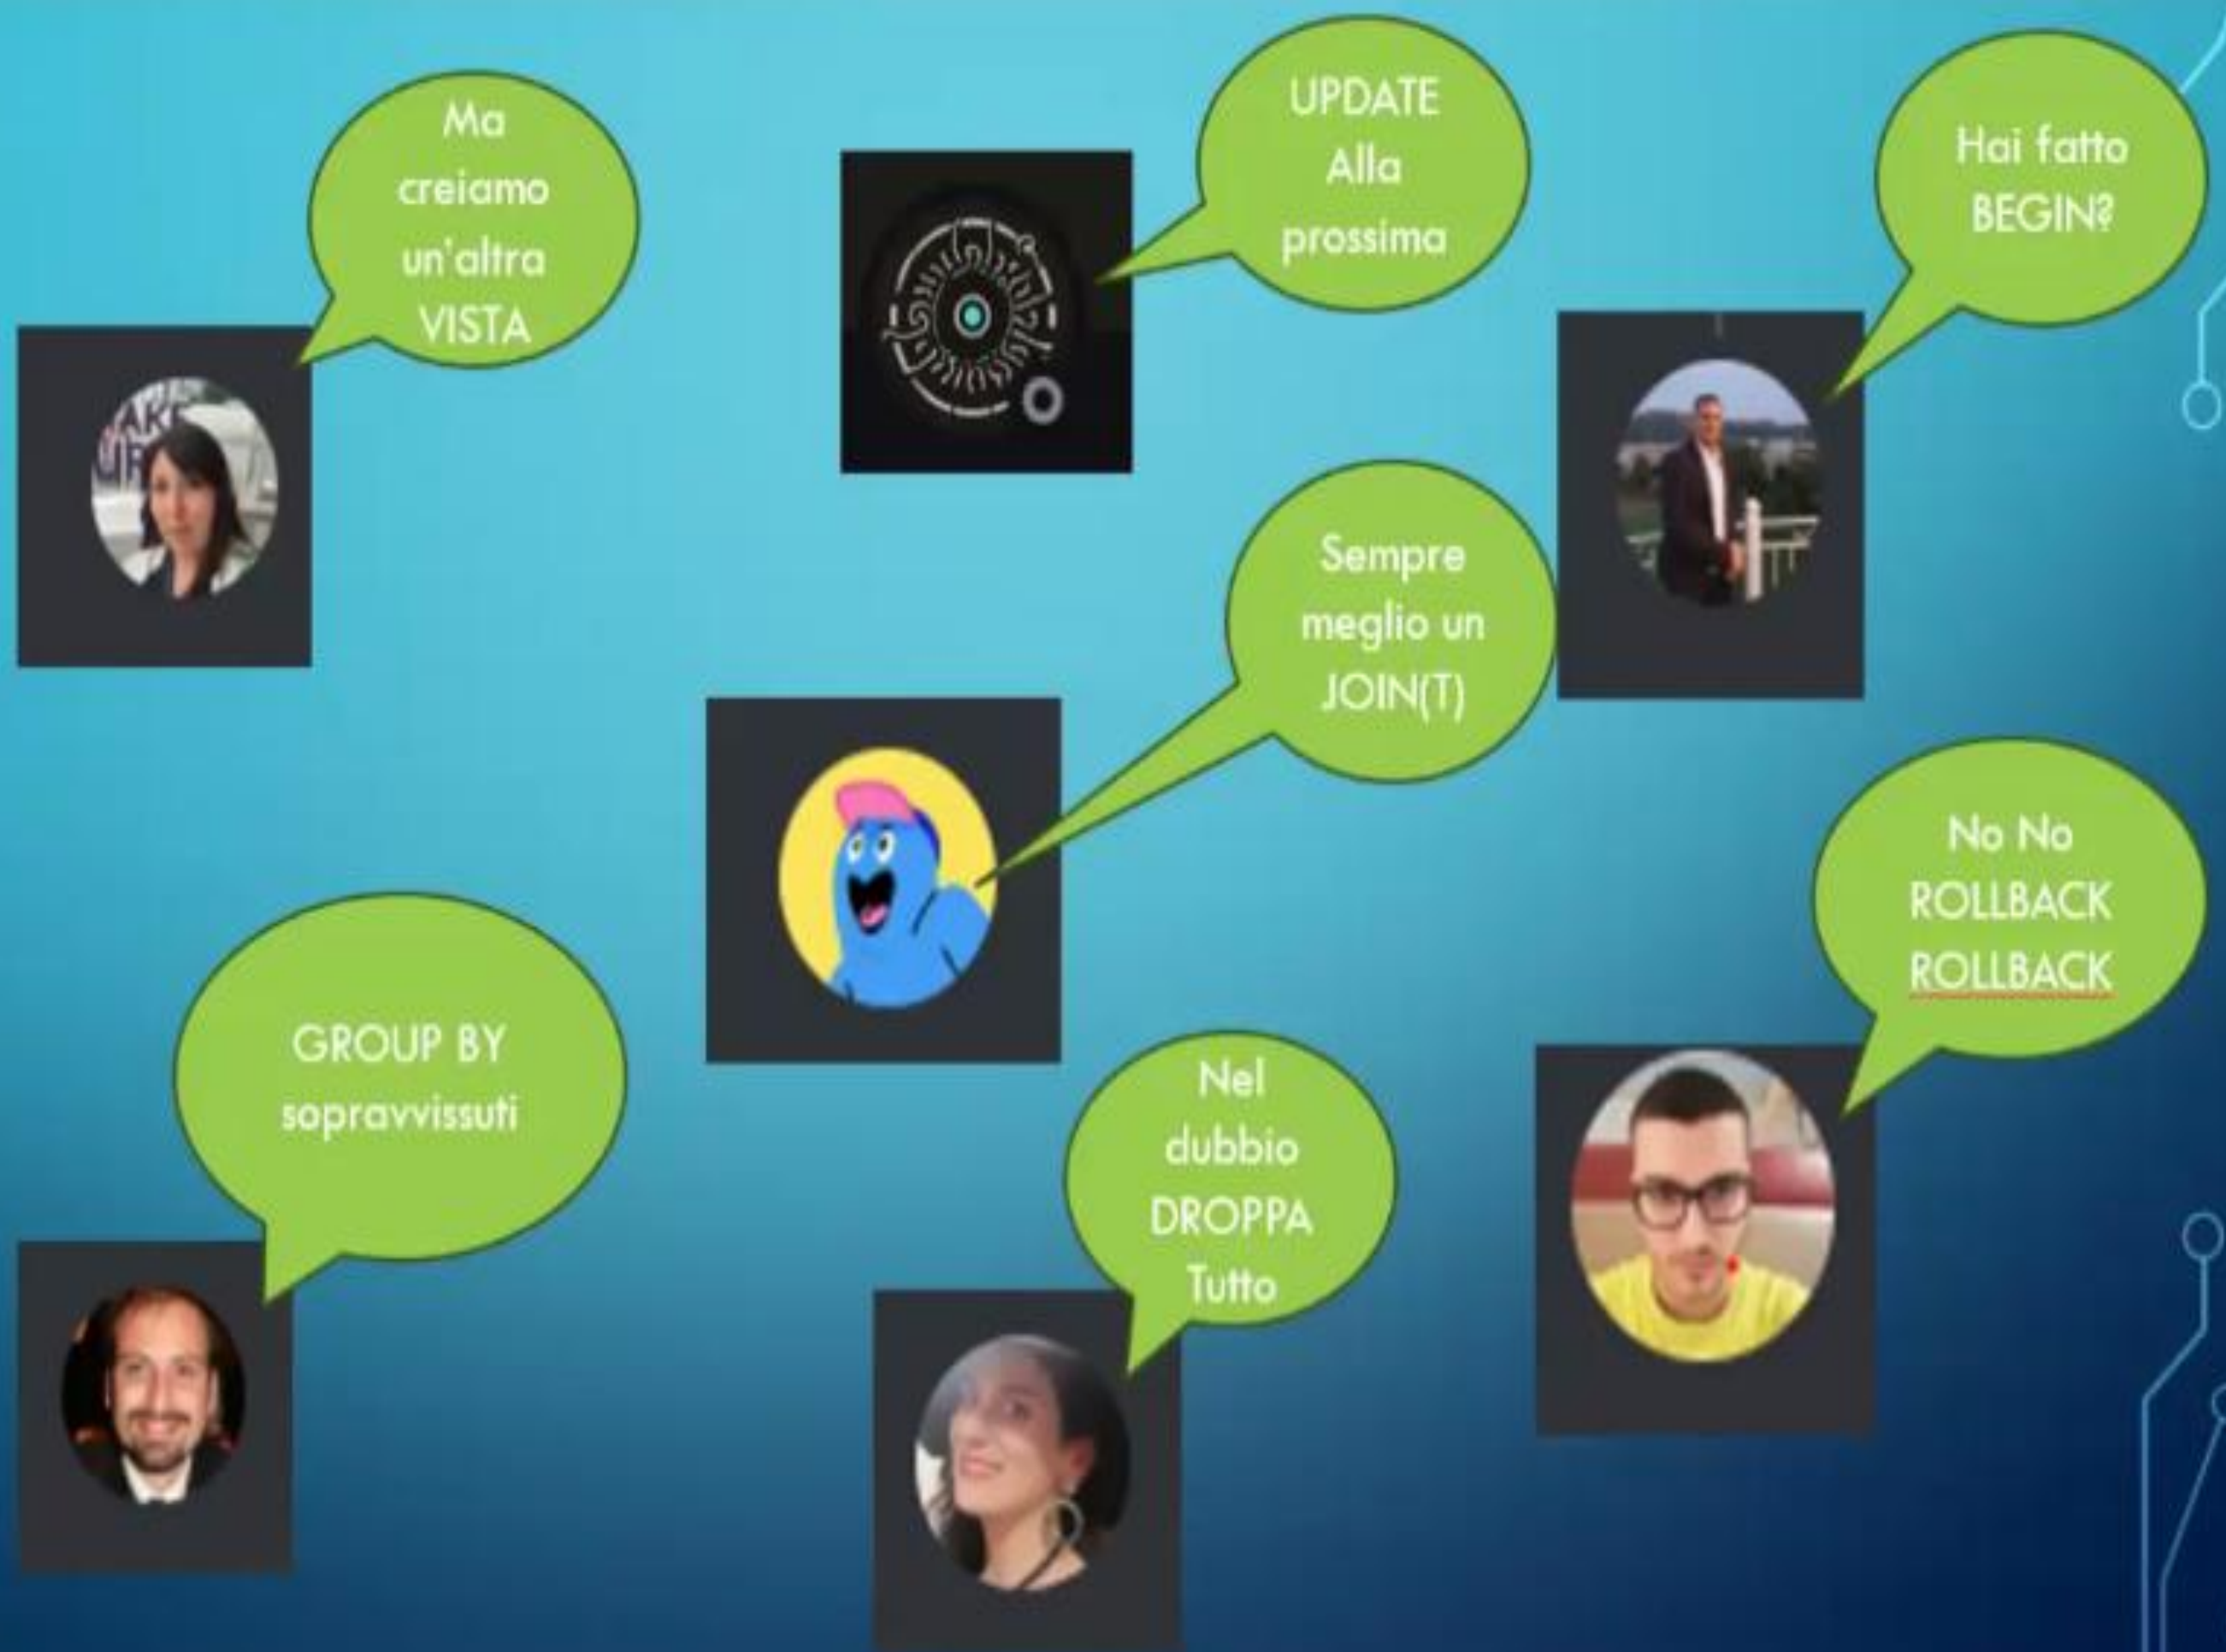 Ma
creiamo
un'altra
VISTA
UPDATE
Alla
prossima
Hai fatto
BEGIN?
Sempre
meglio un
JOIN(T)
No No
ROLLBACK
ROLLBACK
GROUP BY
sopravvissuti
Nel
dubbio
DROPPA
Tutto